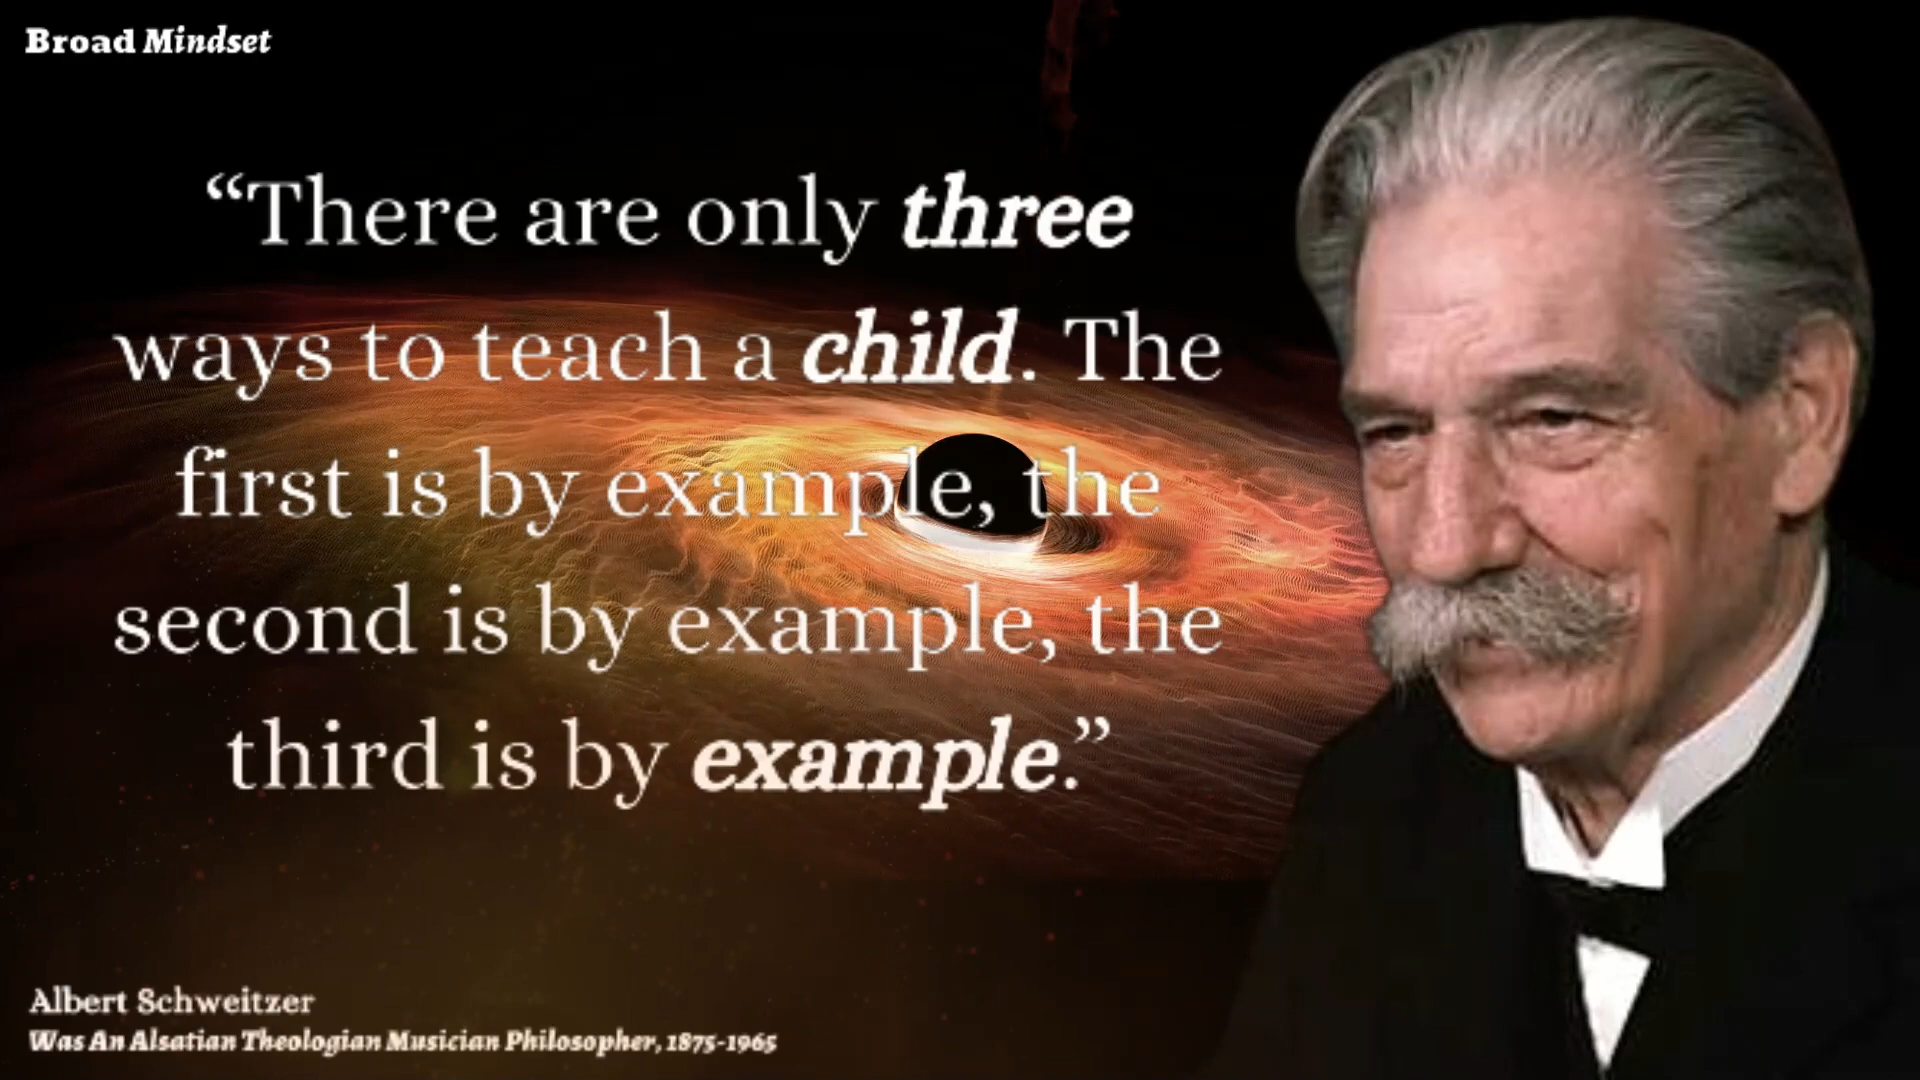 Broad Mindset
“There are only three
ways to teach a child. The
first is by example, the
second is by example, the
third is by example.”
Albert Schweitzer
Was An Alsatian Theologian Musician Philosopher, 1875-1965